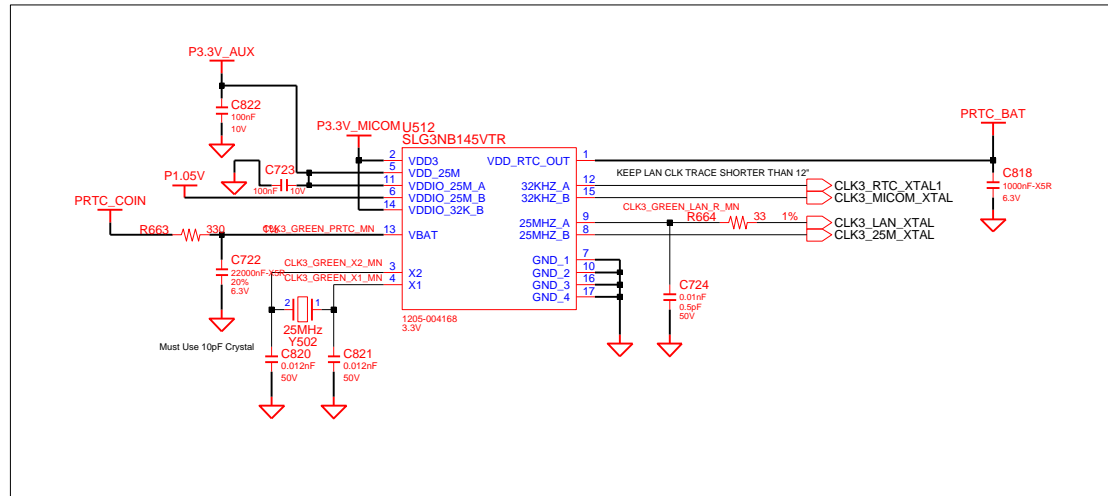 P3.3V_AUX
C822
100nF
10V
P3.3V_MICOM
U512
SLG3NB145VTR
PRTC_BAT
2 VDD3
VDD_RTC_OUT 1
5 VDD_25M
KEEP LAN CLK TRACE SHORTER THAN 12"
C723
100nF 10V
11 VDDIO_25M_A
32KHZ_A 12
CLK3_RTC_XTAL1
P1.05V
6 VDDIO_25M_B
32KHZ_B 15
CLK3_MICOM_XTAL
C818
1000nF-X5R
6.3V
14 VDDIO_32K_B
PRTC_COIN
CLK3_GREEN_LAN_R_MN
25MHZ_A 9
R664 33 1%
CLK3_LAN_XTAL
R663 330 1%
CLK3_GREEN_PRTC_MN
13 VBAT
25MHZ_B 8
CLK3_25M_XTAL
C722
22000nF-X5R
20%
6.3V
CLK3_GREEN_X2_MN
3 X2
CLK3_GREEN_X1_MN
4 X1
GND_1 7
GND_2 10
GND_3 16
GND_4 17
C724
0.01nF
0.5pF
50V
2 1
25MHz
Y502
1205-004168
3.3V
Must Use 10pF Crystal
C820
0.012nF
50V
C821
0.012nF
50V